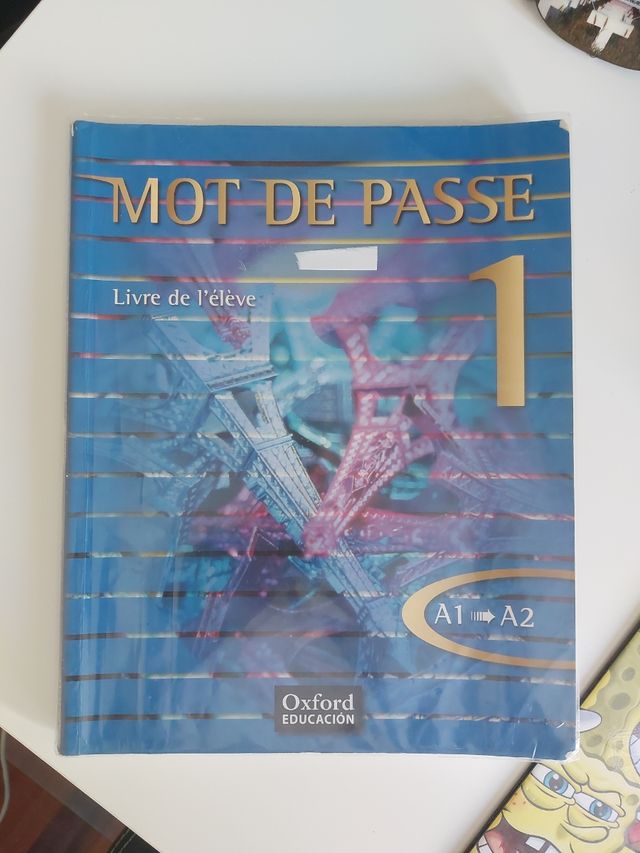 MOT DE PASSE
1
Livre de l'élève
A1 A2
Oxford
EDUCACIÓN